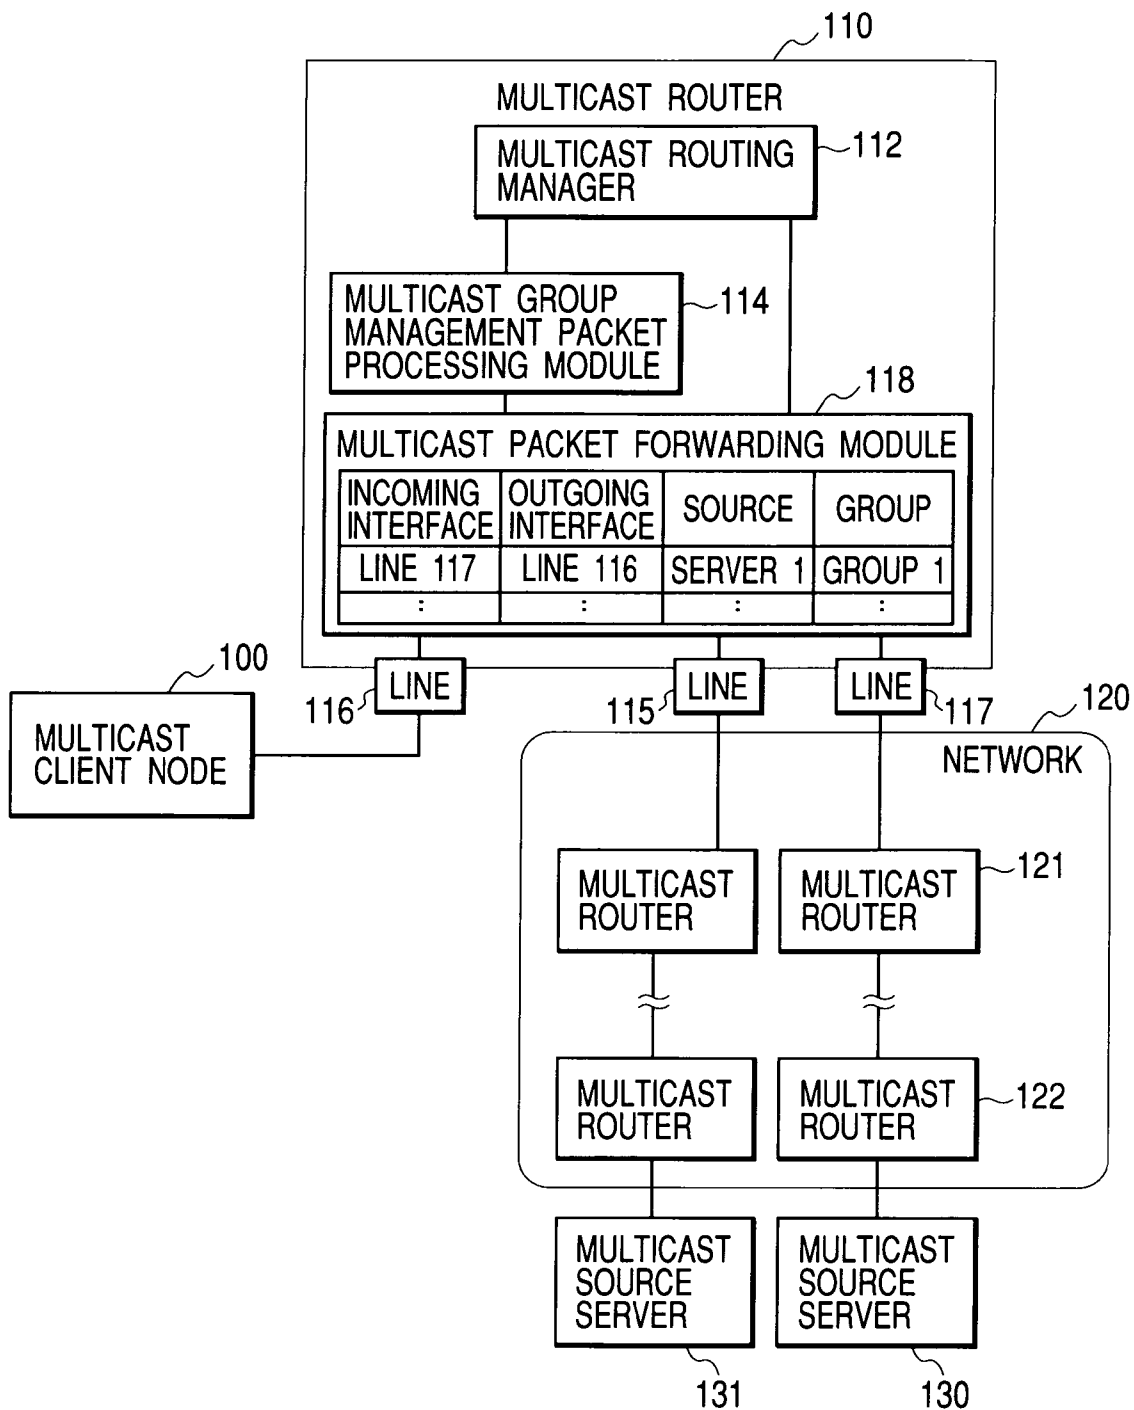 110
MULTICAST ROUTER
MULTICAST ROUTING
MANAGER
112
MULTICAST GROUP
MANAGEMENT PACKET
PROCESSING MODULE
114
118
MULTICAST PACKET FORWARDING MODULE
INCOMING
INTERFACE
OUTGOING
INTERFACE
SOURCE
GROUP
LINE 117
LINE 116
SERVER 1
GROUP 1
:
:
:
:
100
MULTICAST
CLIENT NODE
116
LINE
115
LINE
LINE
117
120
NETWORK
MULTICAST
ROUTER
MULTICAST
ROUTER
121
MULTICAST
ROUTER
MULTICAST
ROUTER
122
MULTICAST
SOURCE
SERVER
MULTICAST
SOURCE
SERVER
131
130